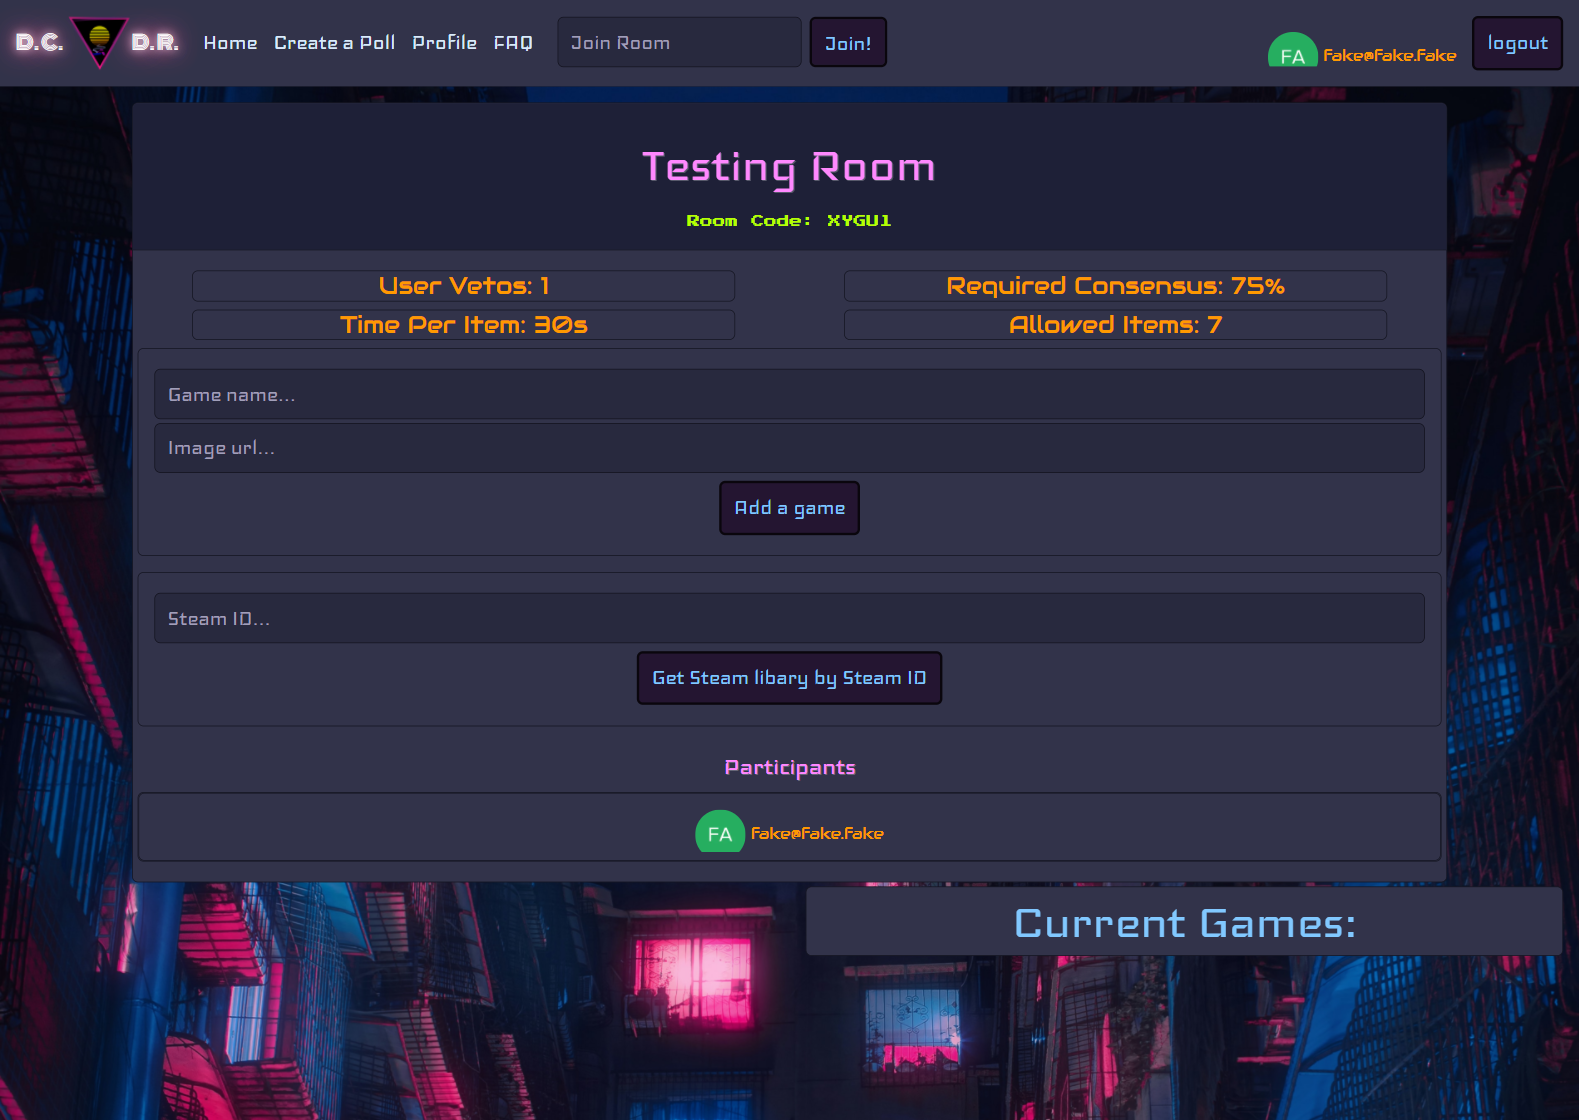 D.C. D.R. Home Create a Poll Profile FAQ Join Room Join! FA Fake@Fake.Fake logout
Testing Room
Room Code: XYGU1
User Vetos: 1 Required Consensus: 75%
Time Per Item: 30s Allowed Items: 7
Game name...
Image url...
Add a game
Steam ID...
Get Steam libary by Steam ID
Participants
FA Fake@Fake.Fake
Current Games: